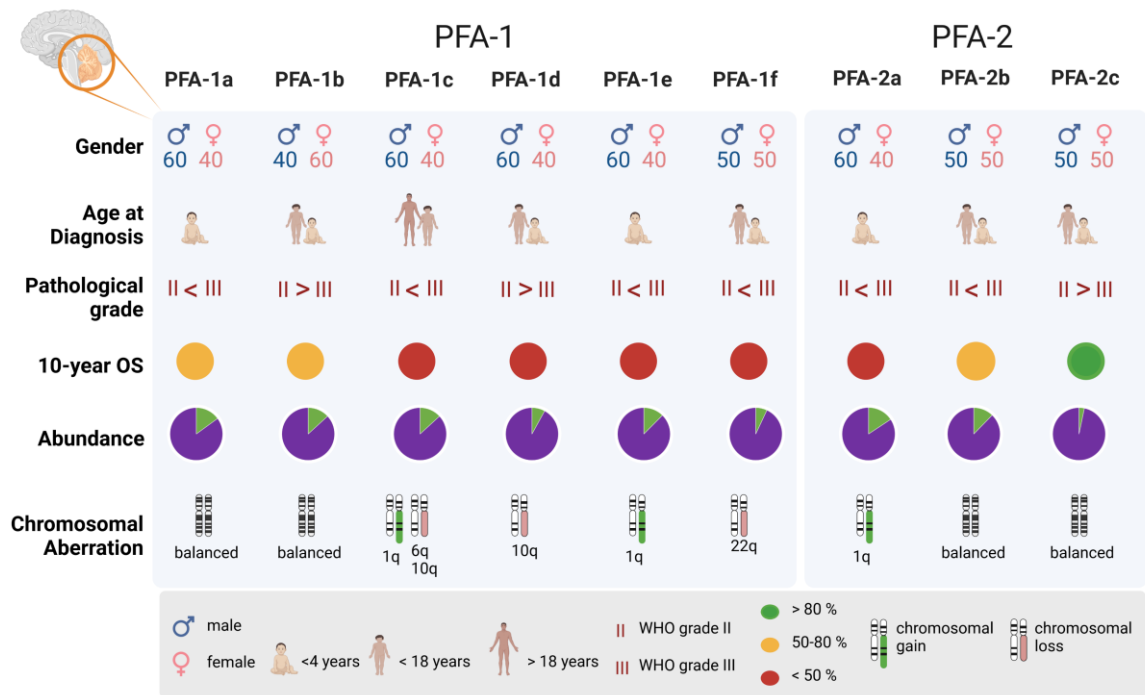 PFA-1 PFA-2
PFA-1a PFA-1b PFA-1c PFA-1d PFA-1e PFA-1f PFA-2a PFA-2b PFA-2c
Gender
♂ ♀ ♂ ♀ ♂ ♀ ♂ ♀ ♂ ♀ ♂ ♀ ♂ ♀ ♂ ♀ ♂ ♀
60 40 40 60 60 40 60 40 60 40 50 50 60 40 50 50 50 50
Age at
Diagnosis
Pathological
grade
II < III II > III II < III II > III II < III II < III II < III II < III II > III
10-year OS
Abundance
Chromosomal
Aberration
balanced balanced 1q 6q 10q 1q 22q 1q balanced balanced
10q
♂ male
♀ female
<4 years < 18 years > 18 years
II WHO grade II
III WHO grade III
> 80 %
50-80 %
< 50 %
chromosomal
gain
chromosomal
loss